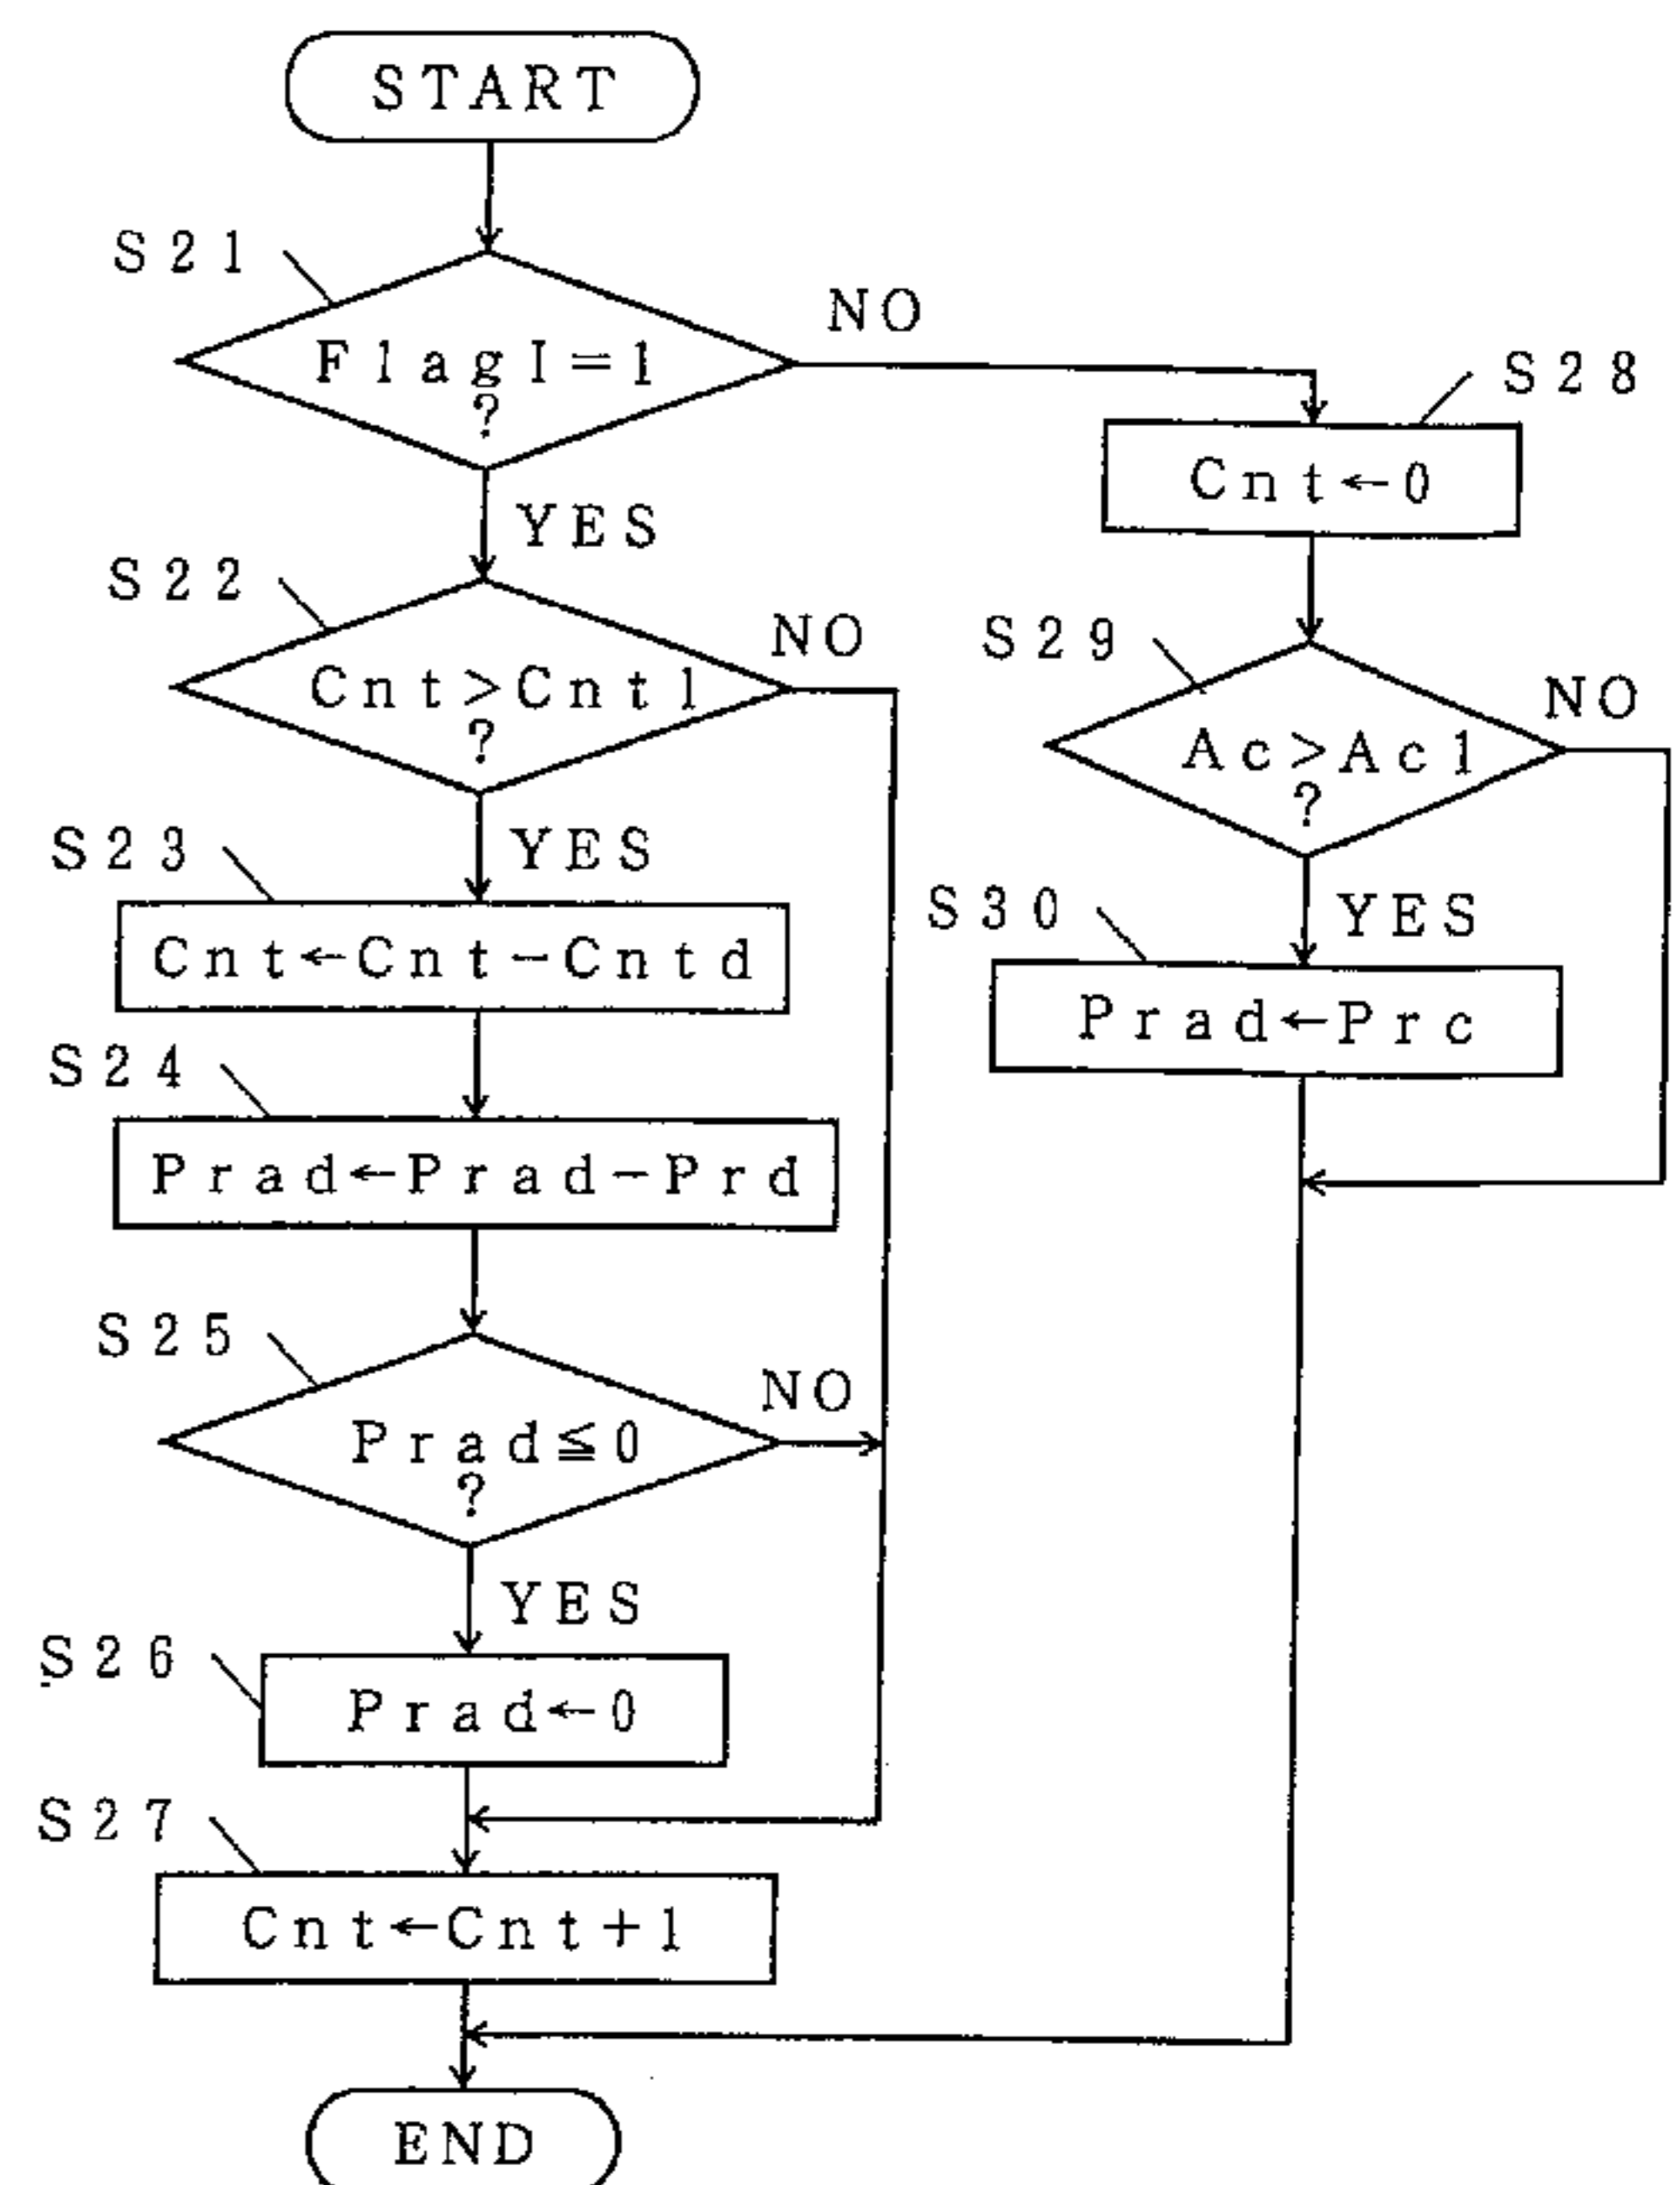 START
S21
FlagI=1
?
NO
YES
S28
Cnt←0
S22
Cnt>Cnt1
?
NO
YES
S29
Ac>Ac1
?
NO
YES
S23
Cnt←Cnt-Cntd
S30
Prad←Prc
S24
Prad←Prad-Prd
S25
Prad≦0
?
NO
YES
S26
Prad←0
S27
Cnt←Cnt+1
END